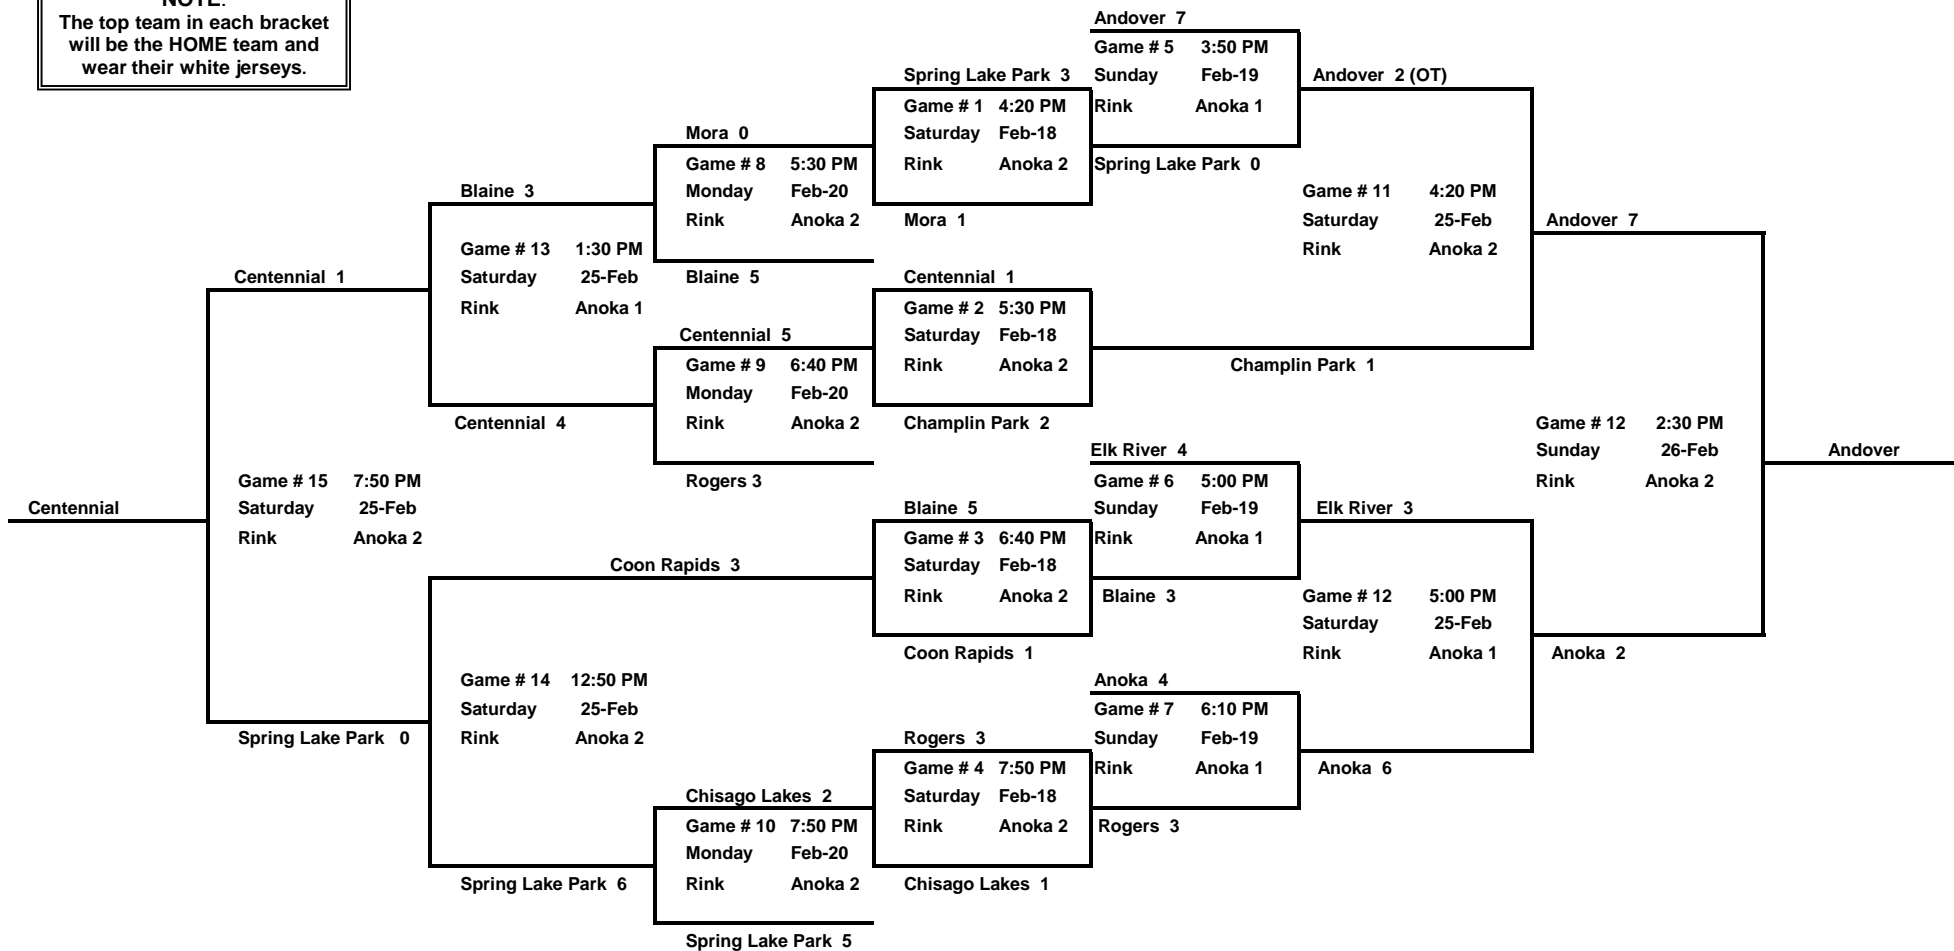 NOTE:
The top team in each bracket
will be the HOME team and
wear their white jerseys.
Andover 7
Game # 5 3:50 PM
Sunday Feb-19
Rink Anoka 1
Spring Lake Park 0
Spring Lake Park 3
Game # 1 4:20 PM
Saturday Feb-18
Rink Anoka 2
Mora 1
Andover 2 (OT)
Game # 11 4:20 PM
Saturday 25-Feb
Rink Anoka 2
Champlin Park 1
Mora 0
Game # 8 5:30 PM
Monday Feb-20
Rink Anoka 2
Blaine 5
Blaine 3
Game # 13 1:30 PM
Saturday 25-Feb
Rink Anoka 1
Centennial 4
Centennial 1
Game # 2 5:30 PM
Saturday Feb-18
Rink Anoka 2
Champlin Park 2
Centennial 5
Game # 9 6:40 PM
Monday Feb-20
Rink Anoka 2
Rogers 3
Centennial 1
Game # 15 7:50 PM
Saturday 25-Feb
Rink Anoka 2
Spring Lake Park 0
Centennial
Andover 7
Game # 12 2:30 PM
Sunday 26-Feb
Rink Anoka 2
Anoka 2
Andover
Elk River 4
Game # 6 5:00 PM
Sunday Feb-19
Rink Anoka 1
Blaine 3
Blaine 5
Game # 3 6:40 PM
Saturday Feb-18
Rink Anoka 2
Coon Rapids 1
Elk River 3
Game # 12 5:00 PM
Saturday 25-Feb
Rink Anoka 1
Anoka 6
Coon Rapids 3
Game # 14 12:50 PM
Saturday 25-Feb
Rink Anoka 2
Spring Lake Park 6
Anoka 4
Game # 7 6:10 PM
Sunday Feb-19
Rink Anoka 1
Rogers 3
Rogers 3
Game # 4 7:50 PM
Saturday Feb-18
Rink Anoka 2
Chisago Lakes 1
Chisago Lakes 2
Game # 10 7:50 PM
Monday Feb-20
Rink Anoka 2
Spring Lake Park 5